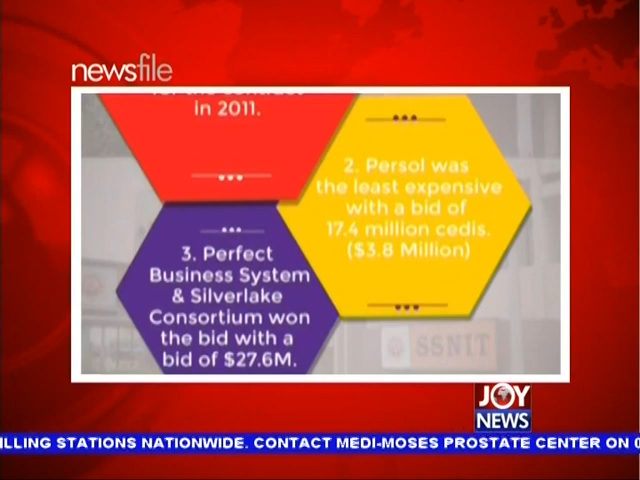 newsfile
in 2011.
2. Persol was
the least expensive
with a bid of
17.4 million cedis.
($3.8 Million)
3. Perfect
Business System
& Silverlake
Consortium won
the bid with a
bid of $27.6M.
SSNIT
JOY
NEWS
ILLING STATIONS NATIONWIDE. CONTACT MEDI-MOSES PROSTATE CENTER ON 0